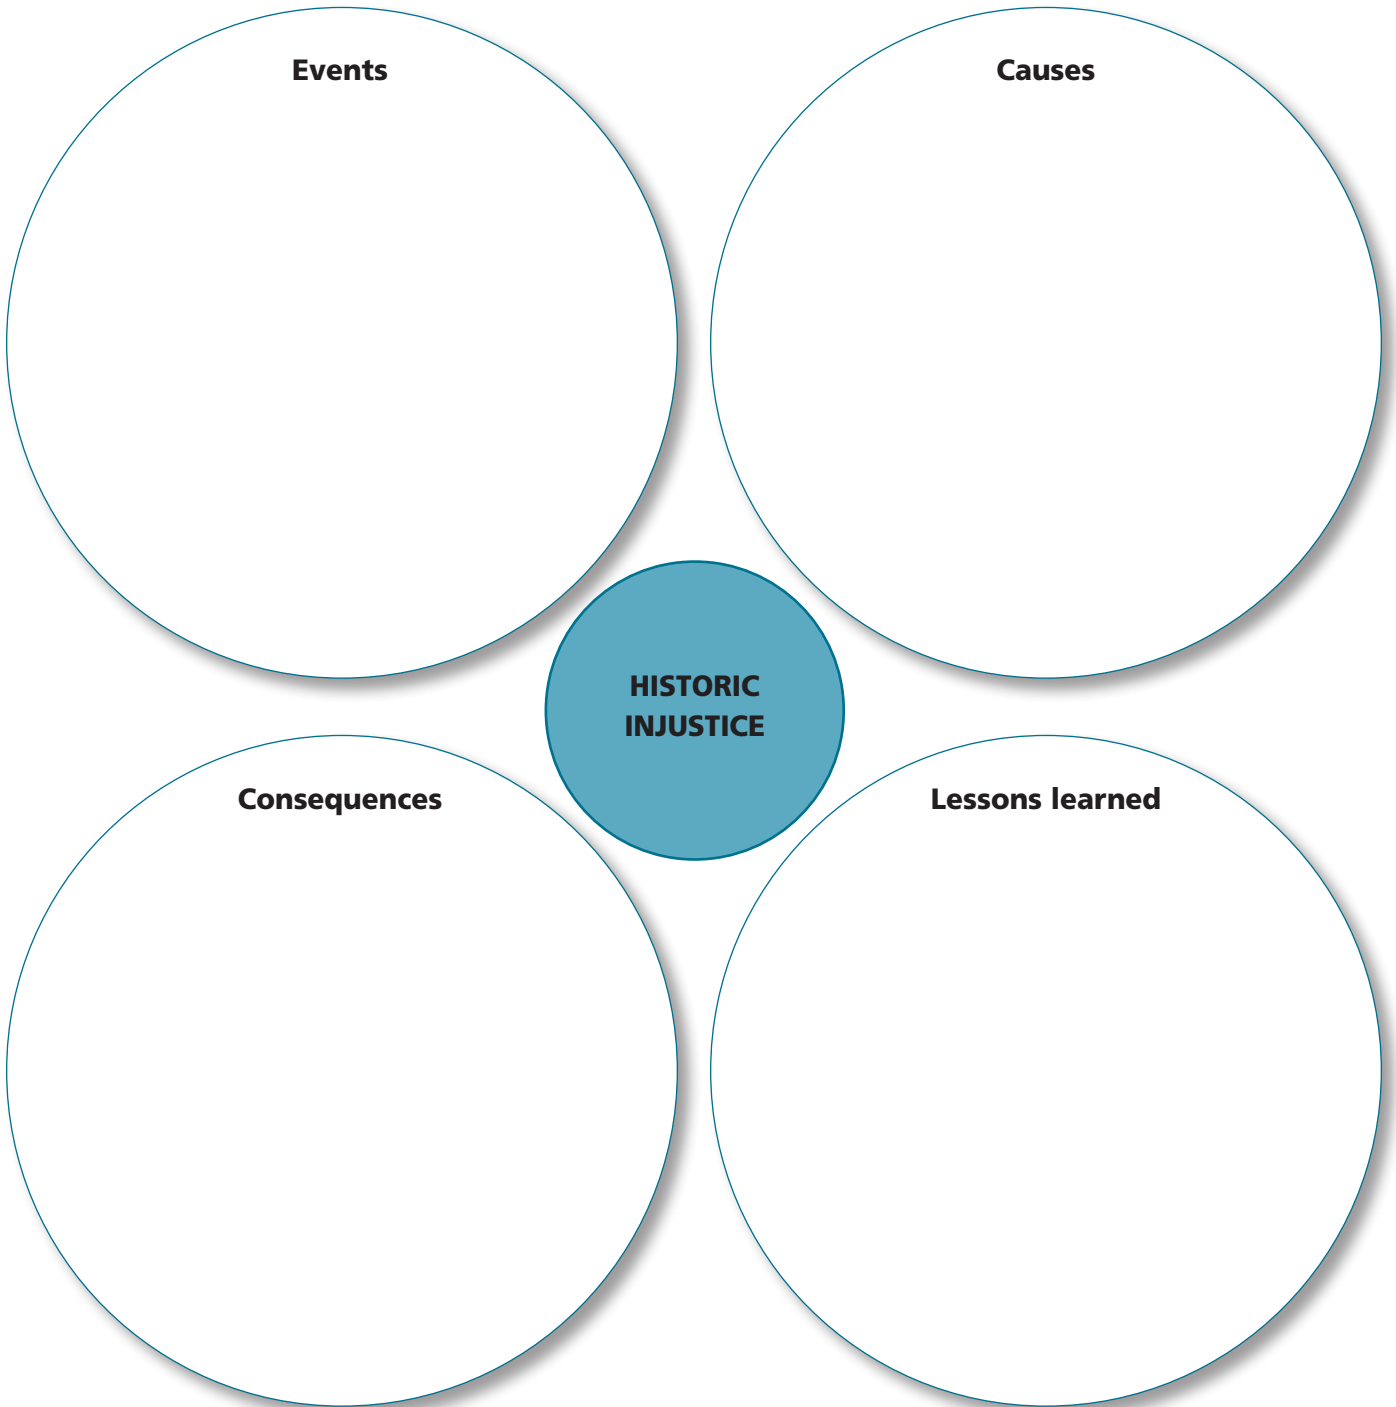 Events
Causes
HISTORIC
INJUSTICE
Consequences
Lessons learned